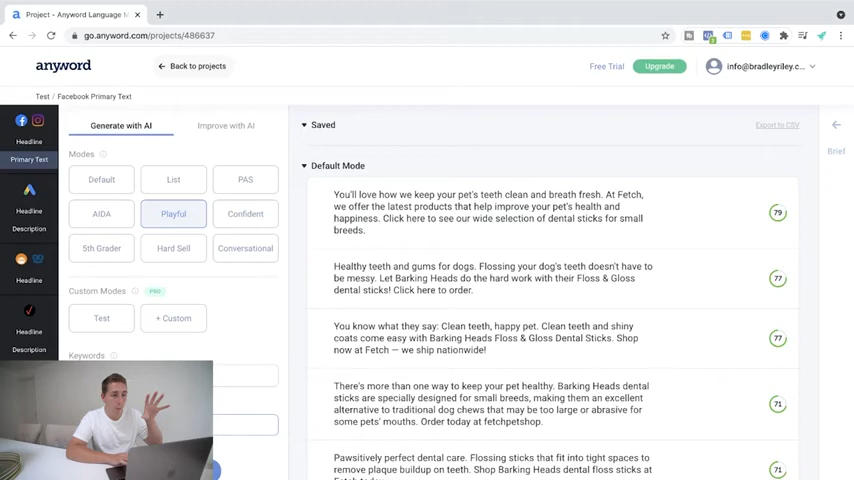 Project - Anyword Language M
go.anyword.com/projects/486637
anyword
Back to projects
Free Trial
Upgrade
info@bradleyriley.c...
Test / Facebook Primary Text
Headline
Primary Text
Headline
Description
Headline
Headline
Description
Generate with AI
Improve with AI
Modes
Default
List
PAS
AIDA
Playful
Confident
5th Grader
Hard Sell
Conversational
Custom Modes
PRO
Test
+ Custom
Keywords
Saved
Export to CSV
Brief
Default Mode
You'll love how we keep your pet's teeth clean and breath fresh. At Fetch,
we offer the latest products that help improve your pet's health and
happiness. Click here to see our wide selection of dental sticks for small
breeds.
79
Healthy teeth and gums for dogs. Flossing your dog's teeth doesn't have to
be messy. Let Barking Heads do the hard work with their Floss & Gloss
dental sticks! Click here to order.
77
You know what they say: Clean teeth, happy pet. Clean teeth and shiny
coats come easy with Barking Heads Floss & Gloss Dental Sticks. Shop
now at Fetch — we ship nationwide!
77
There's more than one way to keep your pet healthy. Barking Heads dental
sticks are specially designed for small breeds, making them an excellent
alternative to traditional dog chews that may be too large or abrasive for
some pets' mouths. Order today at fetchpetshop.
71
Pawsitively perfect dental care. Flossing sticks that fit into tight spaces to
remove plaque buildup on teeth. Shop Barking Heads dental floss sticks at
71